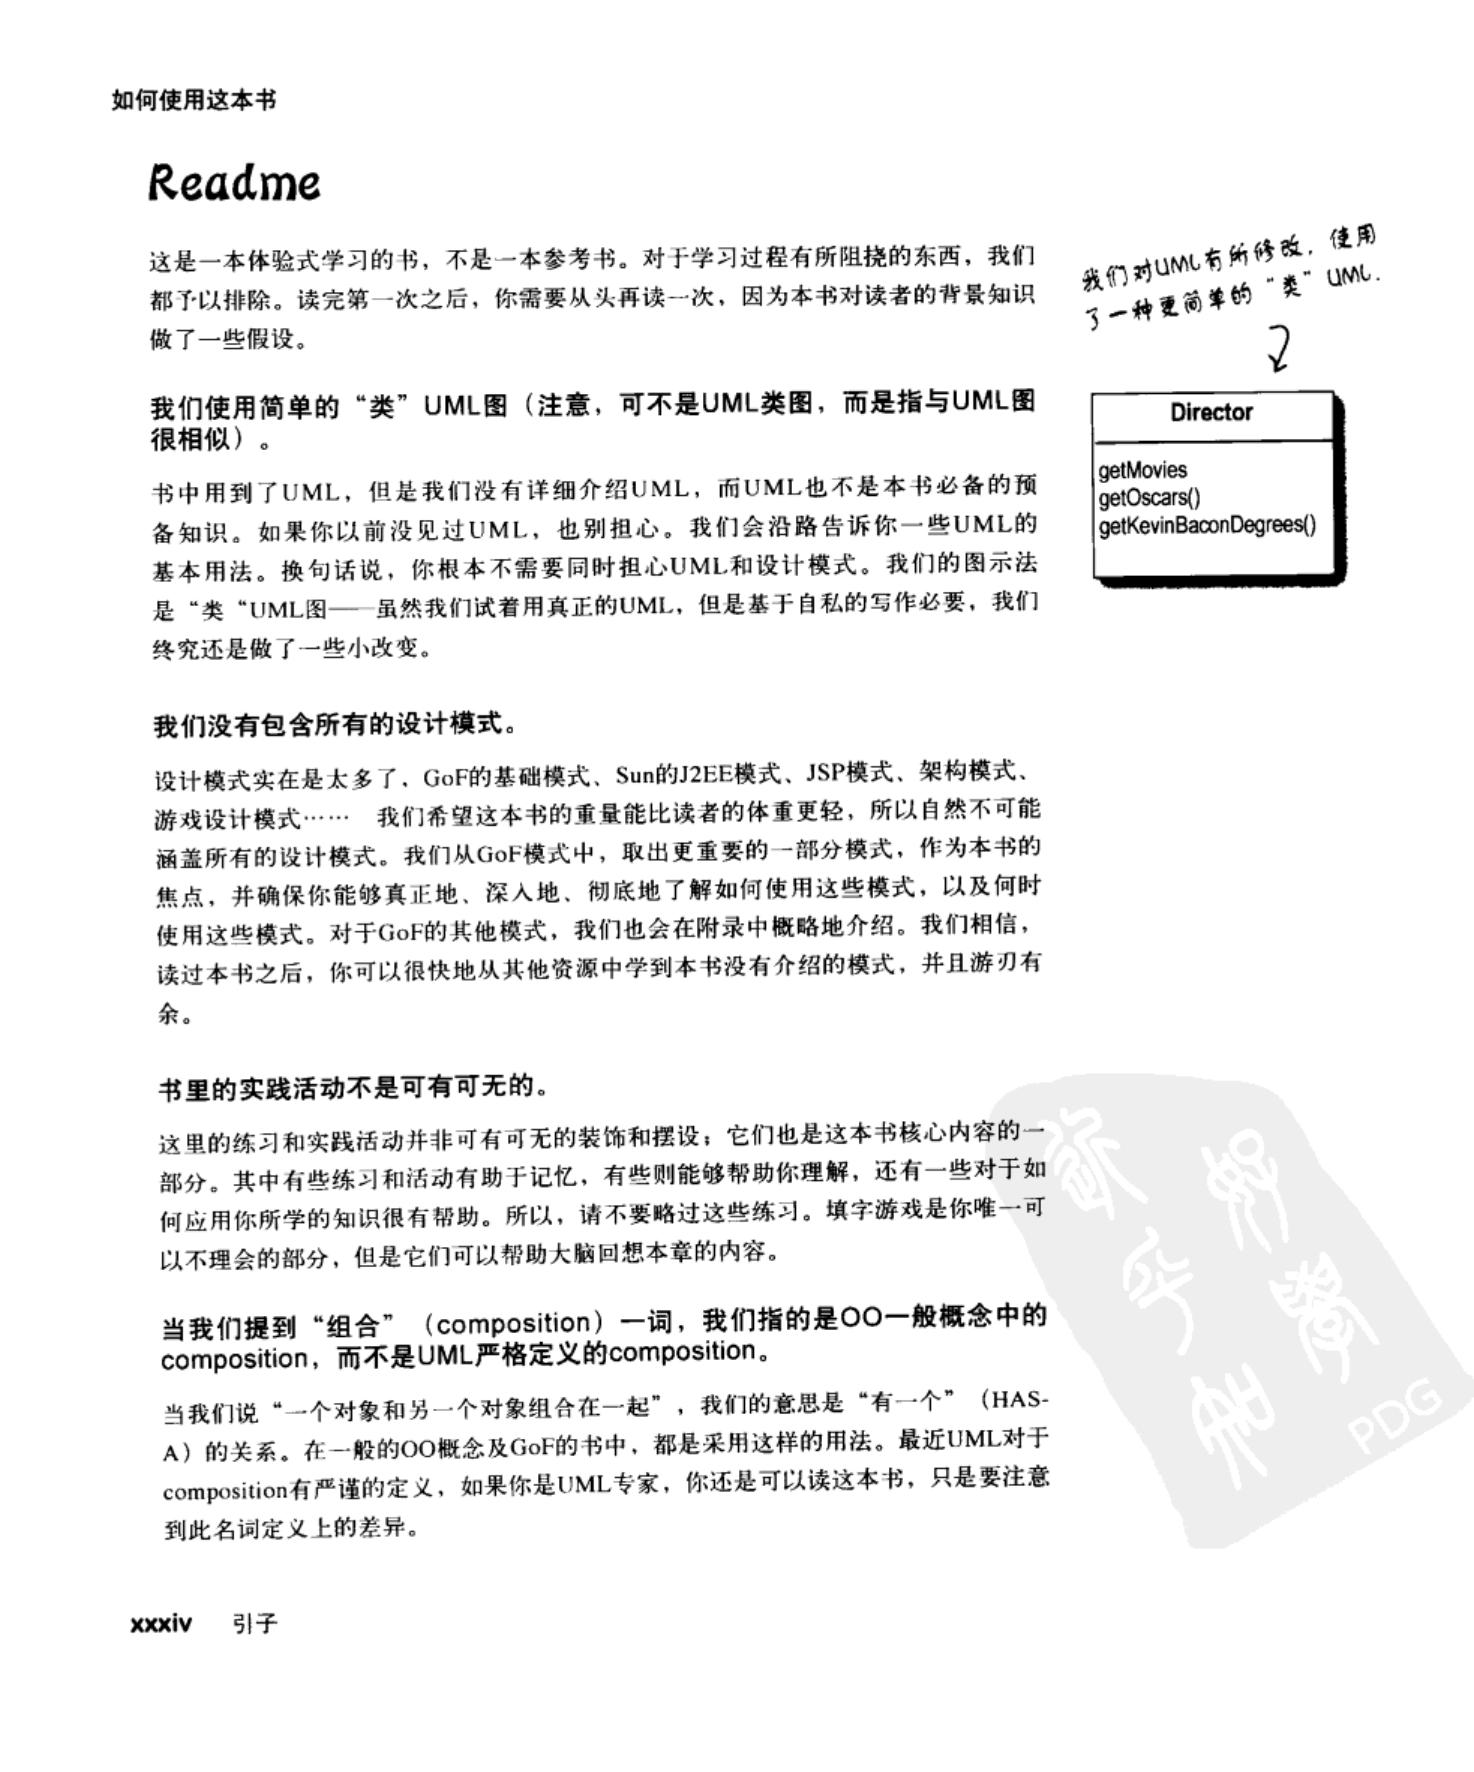 如何使用这本书
Readme
这是一本体验式学习的书，不是一本参考书。对于学习过程有所阻挠的东西，我们
都予以排除。读完第一次之后，你需要从头再读一次，因为本书对读者的背景知识
做了一些假设。
我们使用简单的“类”UML图（注意，可不是UML类图，而是指与UML图
很相似）。
书中用到了UML，但是我们没有详细介绍UML，而UML也不是本书必备的预
备知识。如果你以前没见过UML，也别担心。我们会沿路告诉你一些UML的
基本用法。换句话说，你根本不需要同时担心UML和设计模式。我们的图示法
是“类“UML图——虽然我们试着用真正的UML，但是基于自私的写作必要，我们
终究还是做了一些小改变。
我们对UML有所修改，使用
了一种更简单的“类”UML.
Director
getMovies
getOscars()
getKevinBaconDegrees()
我们没有包含所有的设计模式。
设计模式实在是太多了，GoF的基础模式、Sun的J2EE模式、JSP模式、架构模式、
游戏设计模式…… 我们希望这本书的重量能比读者的体重更轻，所以自然不可能
涵盖所有的设计模式。我们从GoF模式中，取出更重要的一部分模式，作为本书的
焦点，并确保你能够真正地、深入地、彻底地了解如何使用这些模式，以及何时
使用这些模式。对于GoF的其他模式，我们也会在附录中概略地介绍。我们相信，
读过本书之后，你可以很快地从其他资源中学到本书没有介绍的模式，并且游刃有
余。
书里的实践活动不是可有可无的。
这里的练习和实践活动并非可有可无的装饰和摆设；它们也是这本书核心内容的一
部分。其中有些练习和活动有助于记忆，有些则能够帮助你理解，还有一些对于如
何应用你所学的知识很有帮助。所以，请不要略过这些练习。填字游戏是你唯一可
以不理会的部分，但是它们可以帮助大脑回想本章的内容。
当我们提到“组合”（composition）一词，我们指的是OO一般概念中的
composition，而不是UML严格定义的composition。
当我们说“一个对象和另一个对象组合在一起”，我们的意思是“有一个”（HAS-
A）的关系。在一般的OO概念及GoF的书中，都是采用这样的用法。最近UML对于
composition有严谨的定义，如果你是UML专家，你还是可以读这本书，只是要注意
到此名词定义上的差异。
PDG
xxxiv 引子